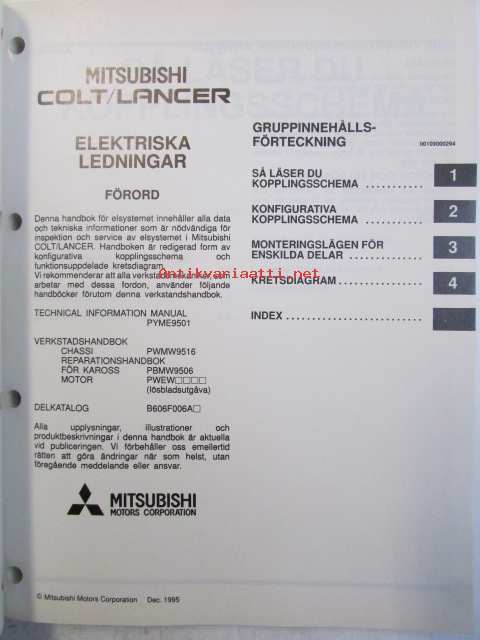 MITSUBISHI
COLT/LANCER
ELEKTRISKA
LEDNINGAR
FÖRORD
Denna handbok för elsystemet innehåller alla data
och tekniska informationer som är nödvändiga för
inspektion och service av elsystemet i Mitsubishi
COLT/LANCER. Handboken är redigerad form av
konfigurativa kopplingsschema och
funktionsuppdelade kretsdiagram.
Vi rekommenderar att alla verkstadsmekaniker, som
arbetar med dessa fordon, använder följande
handböcker förutom denna verkstadshandbok.
TECHNICAL INFORMATION MANUAL
PYME9501
VERKSTADSHANDBOK
CHASSI PWMW9516
REPARATIONSHANDBOK
FÖR KAROSS PBMW9506
MOTOR PWEW□□□□
(lösbladsutgåva)
DELKATALOG B606F006A□
Alla upplysningar, illustrationer och
produktbeskrivningar i denna handbok är aktuella
vid publiceringen. Vi förbehåller oss emellertid
rätten att göra ändringar när som helst, utan
föregående meddelande eller ansvar.
MITSUBISHI
MOTORS CORPORATION
© Mitsubishi Motors Corporation Dec. 1995
GRUPPINNEHÅLLS-
FÖRTECKNING 00109000294
SÅ LÄSER DU
KOPPLINGSSCHEMA ........... 1
KONFIGURATIVA
KOPPLINGSSCHEMA ........... 2
MONTERINGSLÄGEN FÖR
ENSKILDA DELAR .............. 3
KRETSDIAGRAM ................ 4
INDEX ...........................
Antikvariaatti.net